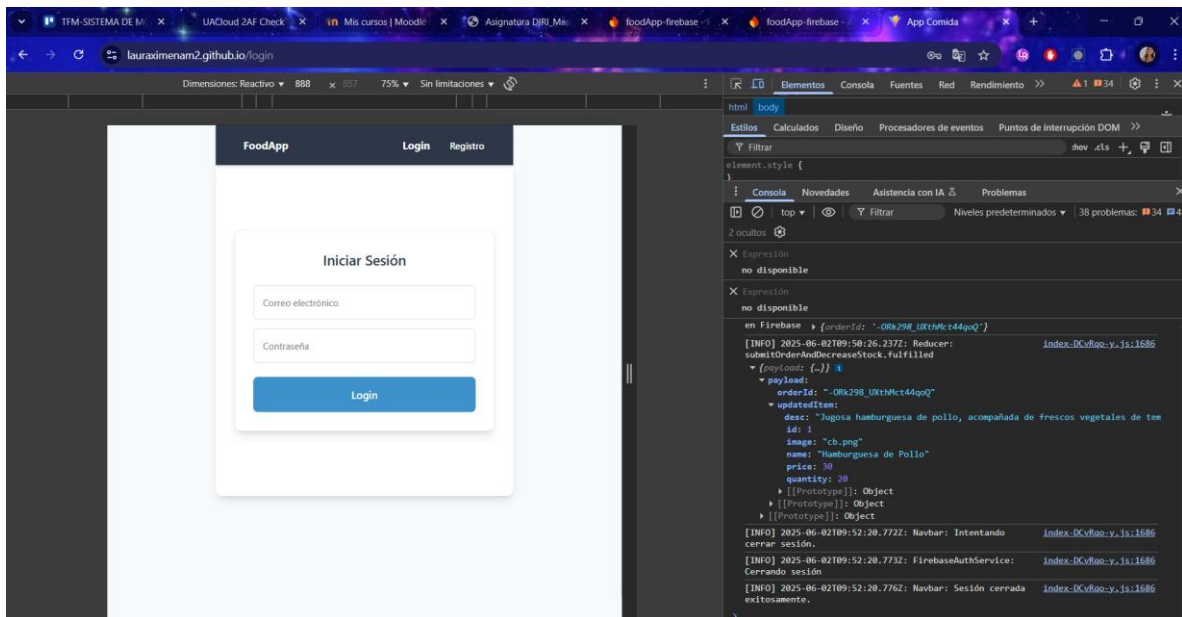 TFM-SISTEMA DE M
UACloud 2AF Check
Mis cursos | Moodle
Asignatura DJRJ_Mas
foodApp-firebase -
foodApp-firebase -
App Comida
lauraximenam2.github.io/login
Dimensiones: Reactivo 888 x 857 75% Sin limitaciones
FoodApp Login Registro
Iniciar Sesión
Correo electrónico
Contraseña
Login
Elementos Consola Fuentes Red Rendimiento 1 34
html body
Estilos Calculados Diseño Procesadores de eventos Puntos de interrupción DOM
Filtrar :hov .cls
element.style {
}
Consola Novedades Asistencia con IA Problemas
top Filtrar Niveles predeterminados 38 problemas: 34 4
2 ocultos
Expresión
no disponible
Expresión
no disponible
en Firebase {orderId: '-ORk298_UXthMct44qoQ'}
[INFO] 2025-06-02T09:50:26.237Z: Reducer: index-DCvRqo-y.js:1686
submitOrderAndDecreaseStock.fulfilled
{payload: {…}} i
payload:
orderId: "-ORk298_UXthMct44qoQ"
updatedItem:
desc: "Jugosa hamburguesa de pollo, acompañada de frescos vegetales de tem
id: 1
image: "cb.png"
name: "Hamburguesa de Pollo"
price: 30
quantity: 20
[[Prototype]]: Object
[[Prototype]]: Object
[[Prototype]]: Object
[INFO] 2025-06-02T09:52:20.772Z: Navbar: Intentando index-DCvRqo-y.js:1686
cerrar sesión.
[INFO] 2025-06-02T09:52:20.773Z: FirebaseAuthService: index-DCvRqo-y.js:1686
Cerrando sesión
[INFO] 2025-06-02T09:52:20.776Z: Navbar: Sesión cerrada index-DCvRqo-y.js:1686
exitosamente.